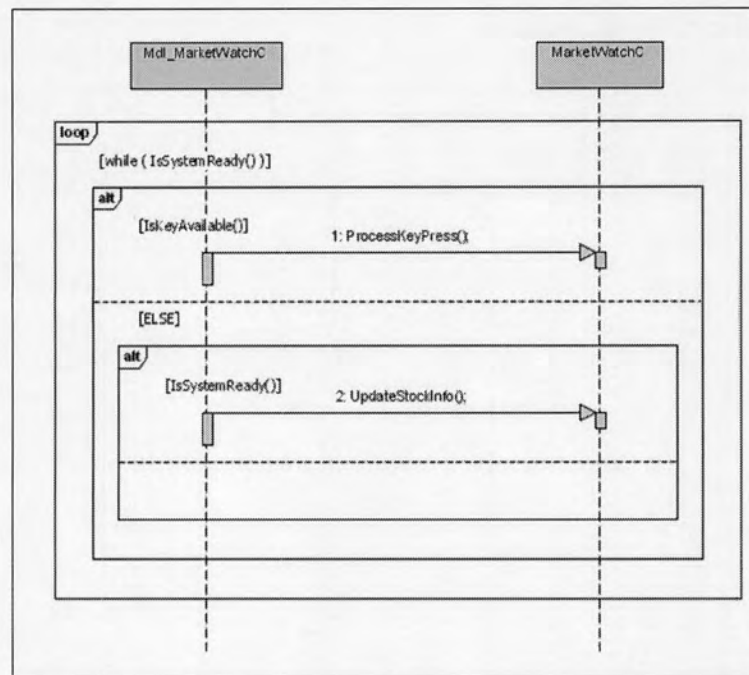 Mdl_MarketWatchC
MarketWatchC
loop
[while ( IsSystemReady() )]
alt
[IsKeyAvailable()]
1: ProcessKeyPress();
[ELSE]
alt
[IsSystemReady()]
2: UpdateStockInfo();